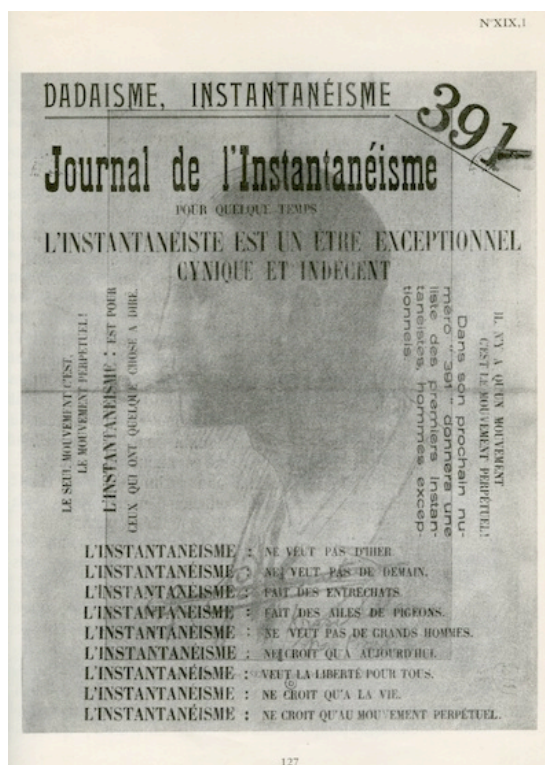 N°XIX,1
DADAISME, INSTANTANÉISME
391
Journal de l'Instantanéisme
POUR QUELQUE TEMPS
L'INSTANTANEISTE EST UN ETRE EXCEPTIONNEL
CYNIQUE ET INDECENT
LE SEUL MOUVEMENT C'EST,
LE MOUVEMENT PERPÉTUEL!
L'INSTANTANÉISME : EST POUR
CEUX QUI ONT QUELQUE CHOSE A DIRE.
IL N'Y A QU'UN MOUVEMENT
C'EST LE MOUVEMENT PERPÉTUEL!
Dans son prochain nu-
méro "391" donnera une
liste des premiers Instan-
tanéistes, hommes excep-
tionnels
L'INSTANTANÉISME : NE VEUT PAS D'HIER
L'INSTANTANÉISME : NE VEUT PAS DE DEMAIN.
L'INSTANTANÉISME : FAIT DES ENTRECHATS.
L'INSTANTANÉISME : FAIT DES AILES DE PIGEONS.
L'INSTANTANÉISME : NE VEUT PAS DE GRANDS HOMMES.
L'INSTANTANÉISME : NE CROIT QU'A AUJOURD'HUI.
L'INSTANTANÉISME : VEUT LA LIBERTÉ POUR TOUS.
L'INSTANTANÉISME : NE CROIT QU'A LA VIE.
L'INSTANTANÉISME : NE CROIT QU'AU MOUVEMENT PERPÉTUEL.
127